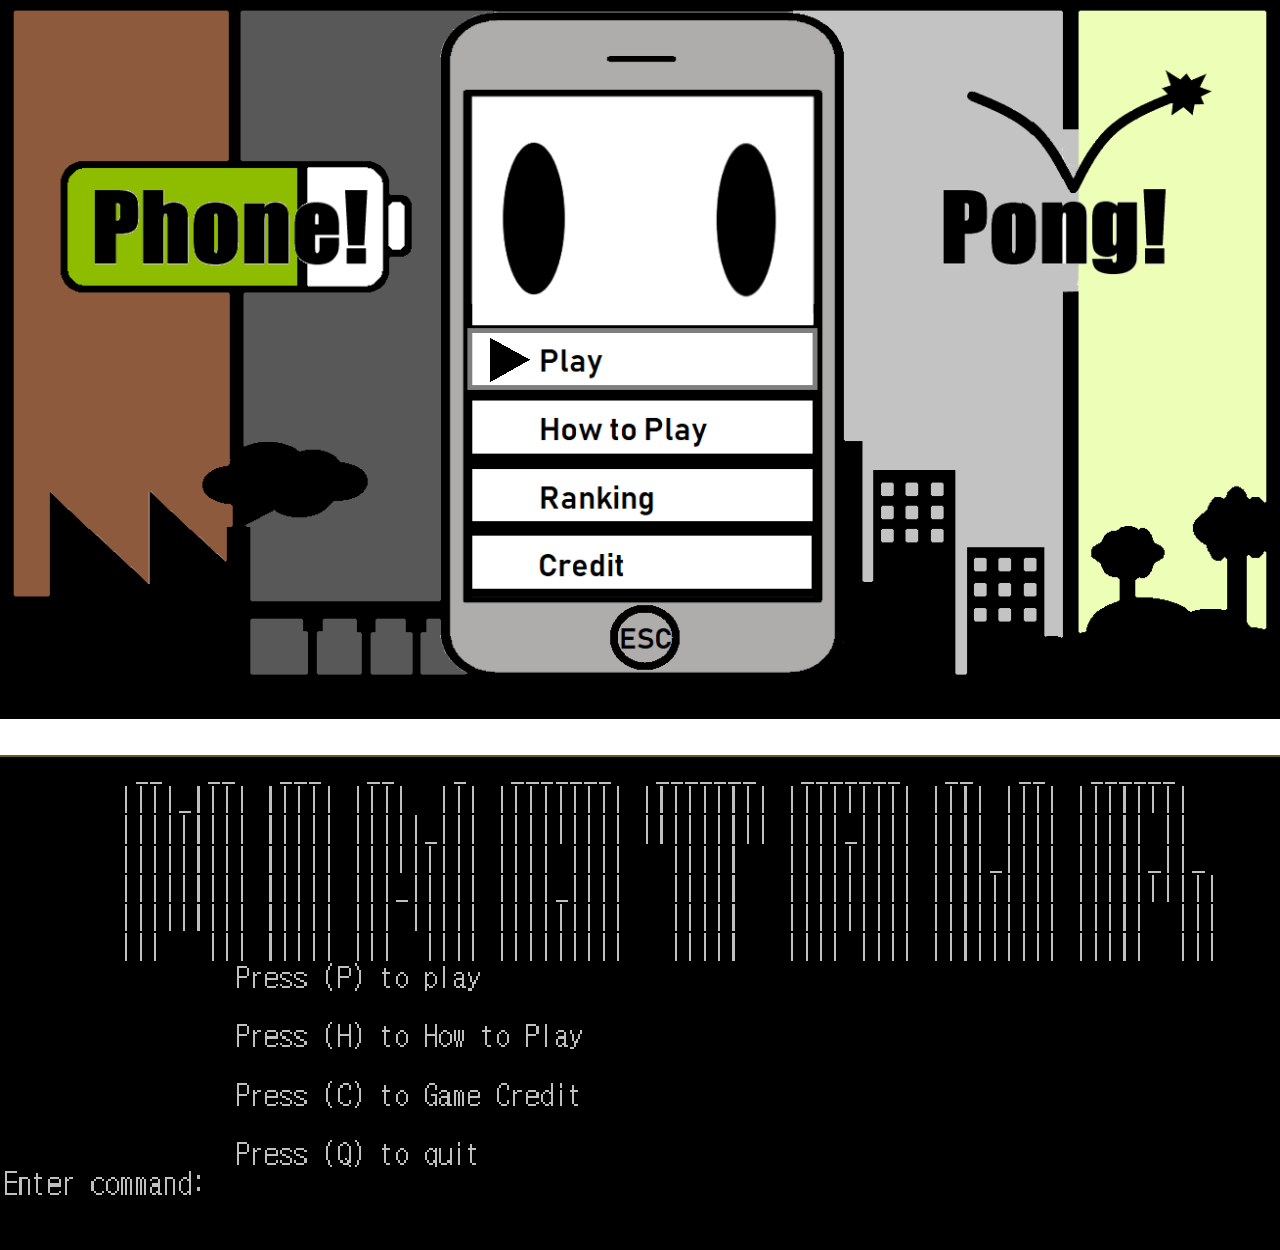 Phone!
Pong!
Play
How to Play
Ranking
Credit
ESC
MINOTAUR
Press (P) to play
Press (H) to How to Play
Press (C) to Game Credit
Press (Q) to quit
Enter command: